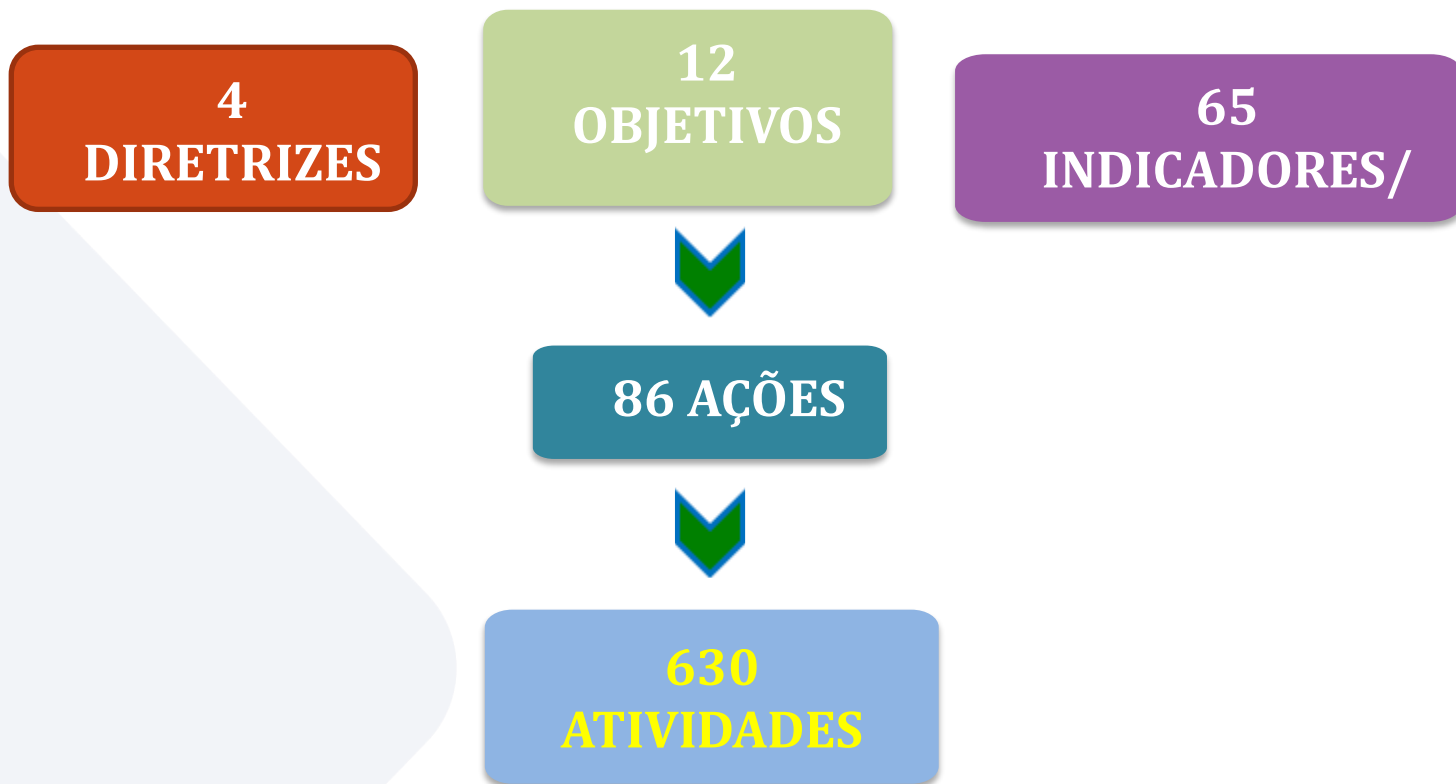 4
DIRETRIZES
12
OBJETIVOS
65
INDICADORES/
86 AÇÕES
630
ATIVIDADES